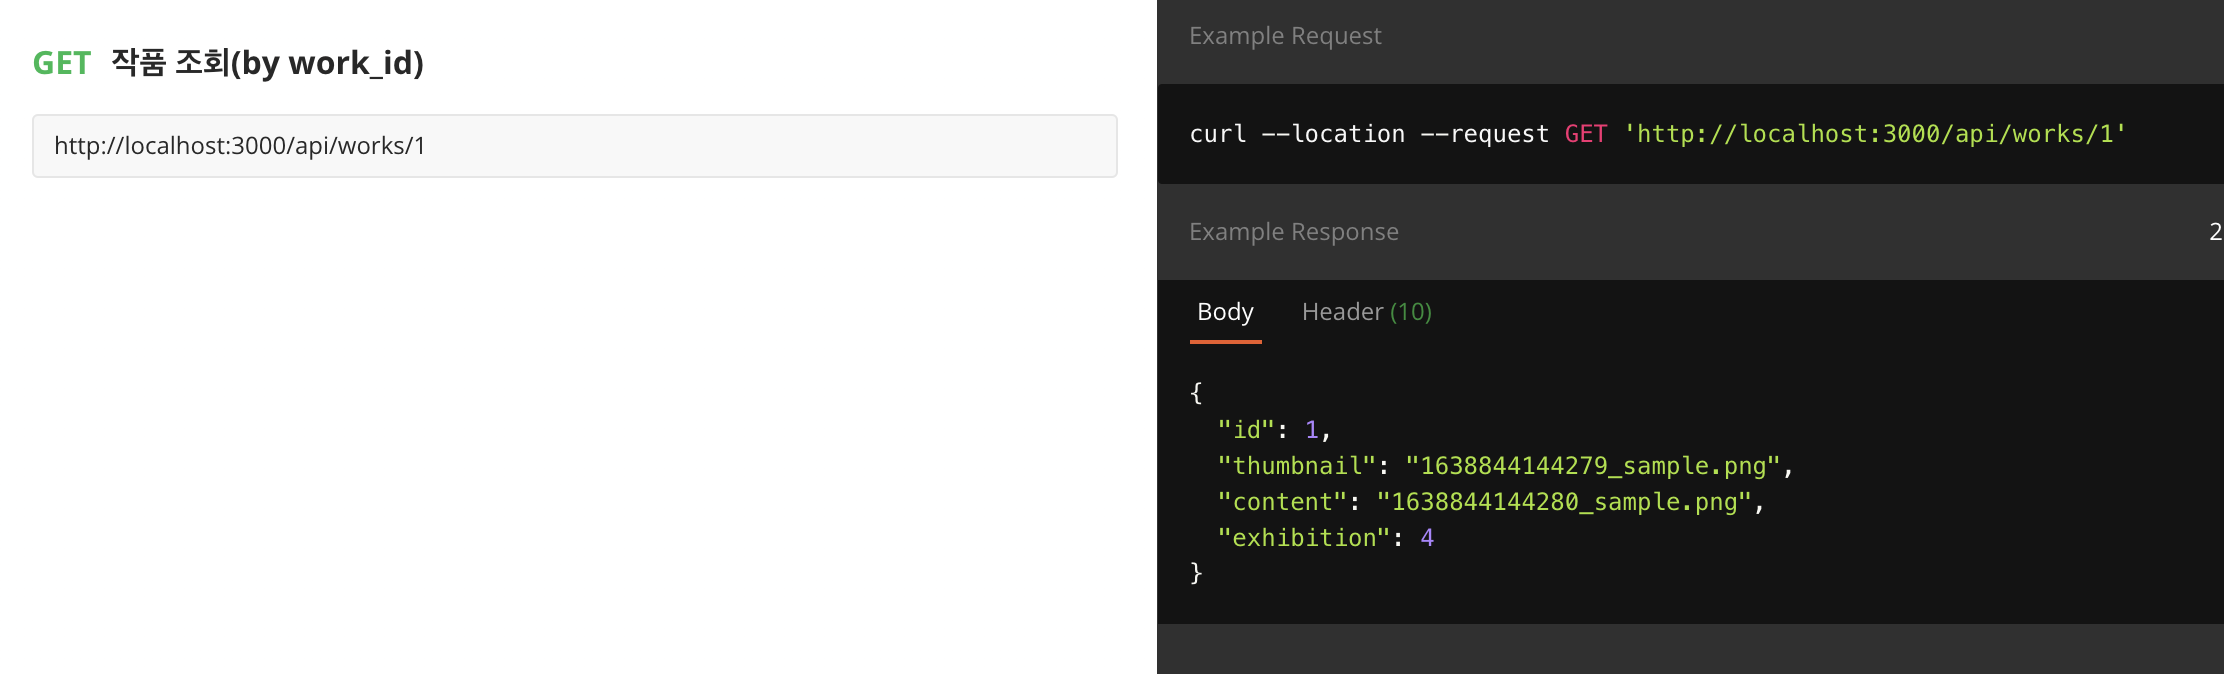 GET 작품 조회(by work_id)
http://localhost:3000/api/works/1
Example Request
curl --location --request GET 'http://localhost:3000/api/works/1'
Example Response
2
Body Header (10)
{
  "id": 1,
  "thumbnail": "1638844144279_sample.png",
  "content": "1638844144280_sample.png",
  "exhibition": 4
}